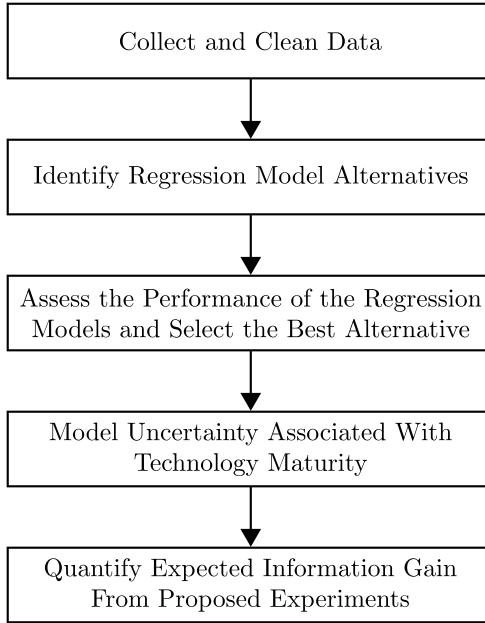 Collect and Clean Data
Identify Regression Model Alternatives
Assess the Performance of the Regression
Models and Select the Best Alternative
Model Uncertainty Associated With
Technology Maturity
Quantify Expected Information Gain
From Proposed Experiments